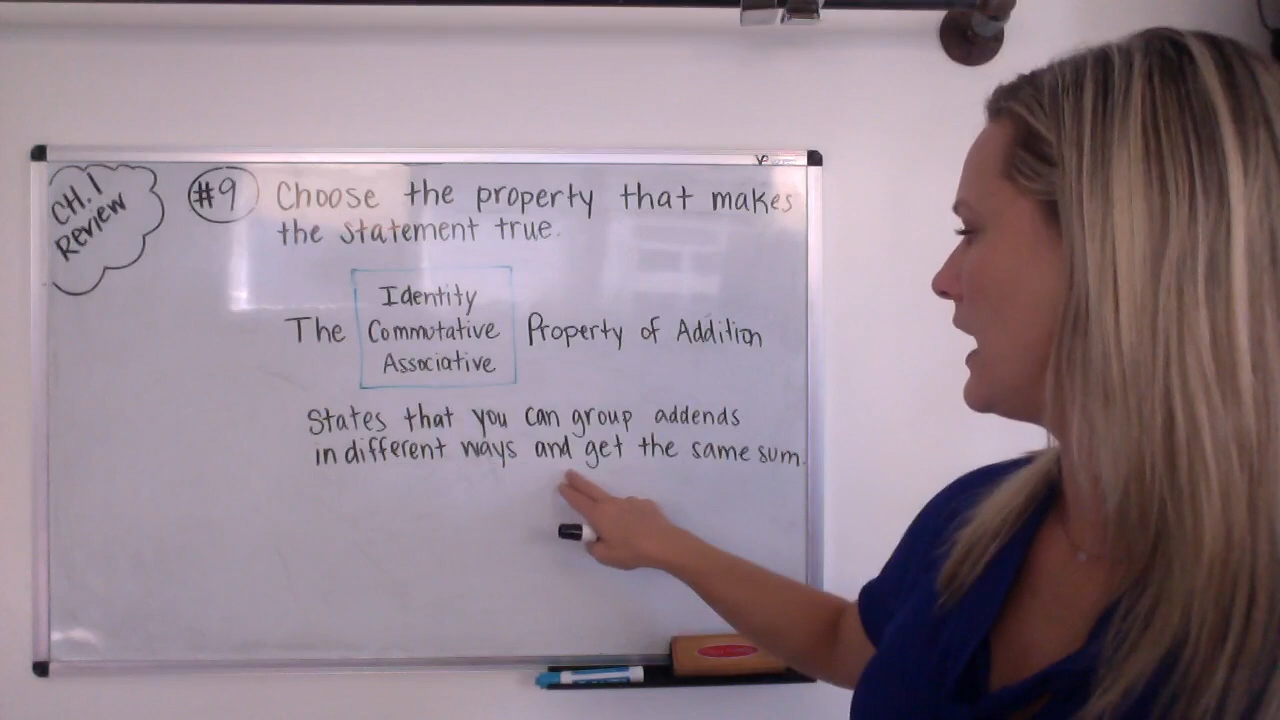 CH. 1
Review
#9 Choose the property that makes
the statement true.
Identity
The Commutative Property of Addition
Associative
States that you can group addends
in different ways and get the same sum.